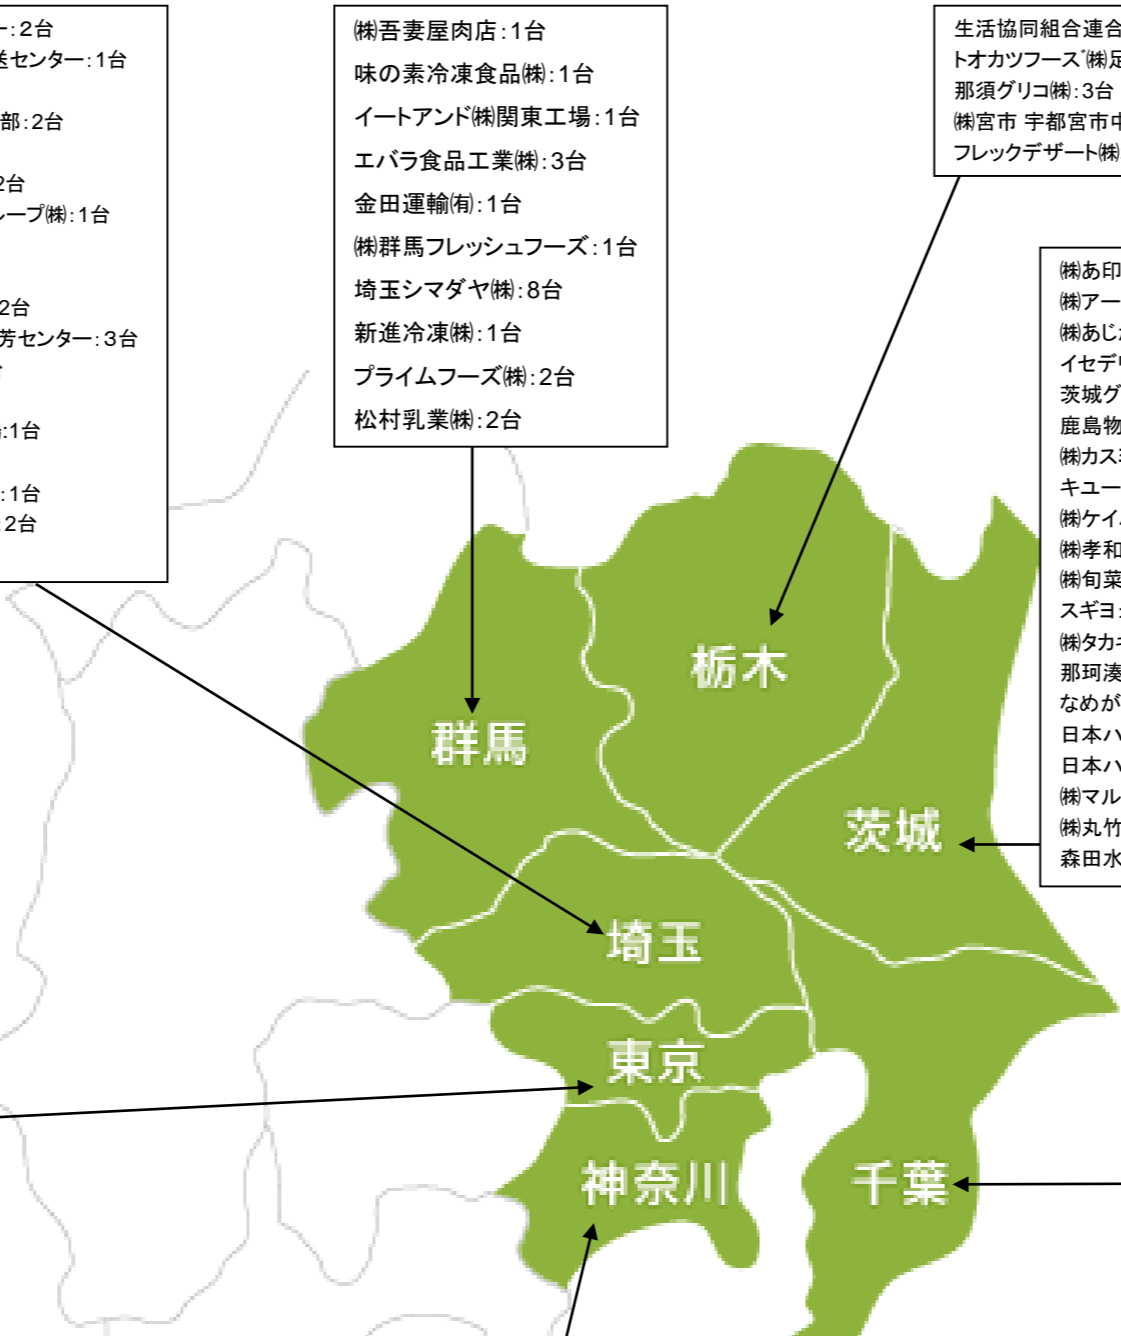 ー:2台
送センター:1台
部:2台
2台
ループ㈱:1台
2台
芳センター:3台
:1台
:1台
:2台
㈱吾妻屋肉店:1台
味の素冷凍食品㈱:1台
イートアンド㈱関東工場:1台
エバラ食品工業㈱:3台
金田運輸㈲:1台
㈱群馬フレッシュフーズ:1台
埼玉シマダヤ㈱:8台
新進冷凍㈱:1台
プライムフーズ㈱:2台
松村乳業㈱:2台
生活協同組合連合
トオカツフーズ㈱足
那須グリコ㈱:3台
㈱宮市 宇都宮市中
フレックデザート㈱
㈱あ印
㈱アー
㈱あじか
イセデリ
茨城グ
鹿島物
㈱カス
キユー
㈱ケイ
㈱孝和
㈱旬菜
スギヨ
㈱タカキ
那珂湊
なめが
日本ハ
日本ハ
㈱マル
㈱丸竹
森田水
栃木
群馬
茨城
埼玉
東京
神奈川
千葉